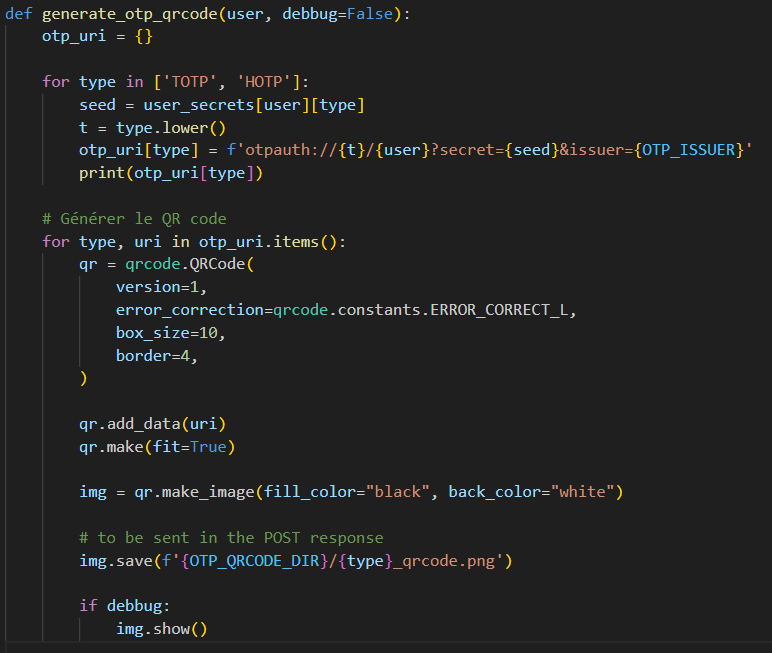 def generate_otp_qrcode(user, debbug=False):
    otp_uri = {}

    for type in ['TOTP', 'HOTP']:
        seed = user_secrets[user][type]
        t = type.lower()
        otp_uri[type] = f'otpauth://{t}/{user}?secret={seed}&issuer={OTP_ISSUER}'
        print(otp_uri[type])

    # Générer le QR code
    for type, uri in otp_uri.items():
        qr = qrcode.QRCode(
            version=1,
            error_correction=qrcode.constants.ERROR_CORRECT_L,
            box_size=10,
            border=4,
        )

        qr.add_data(uri)
        qr.make(fit=True)

        img = qr.make_image(fill_color="black", back_color="white")

        # to be sent in the POST response
        img.save(f'{OTP_QRCODE_DIR}/{type}_qrcode.png')

        if debbug:
            img.show()